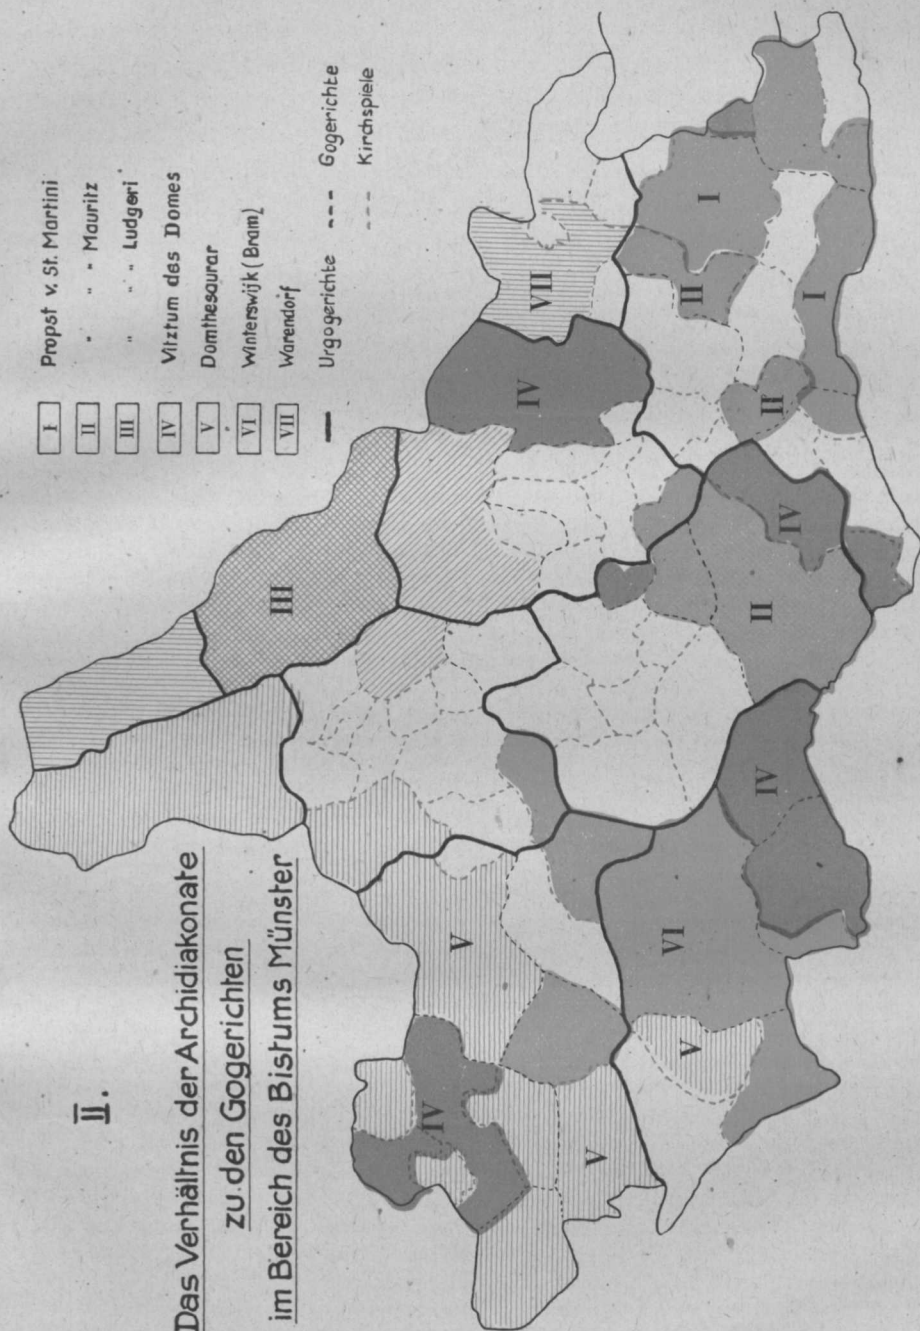 II.
Das Verhältnis der Archidiakonate
zu den Gogerichten
im Bereich des Bistums Münster
I Propst v. St. Martini
II " " " Mauritz
III " " " Ludgeri
IV Vitztum des Domes
V Domthesaurar
VI Winterswijk (Bram)
VII Warendorf
Urgogerichte
Gogerichte
Kirchspiele
III
VII
IV
I
II
I
II
IV
II
IV
V
VI
V
IV
V